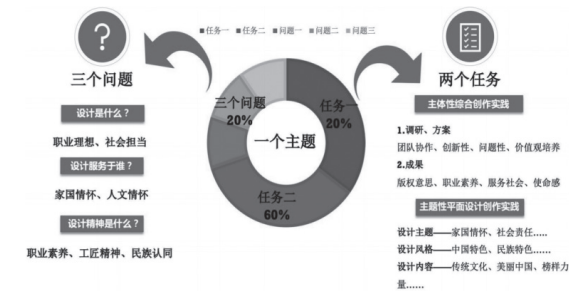 ■任务一 ■任务二 ■问题一 ■问题二 ■问题三
三个问题
设计是什么？
职业理想、社会担当
设计服务于谁？
家国情怀、人文情怀
设计精神是什么？
职业素养、工匠精神、民族认同
三个问题
20%
任务一
20%
一个主题
任务二
60%
两个任务
主体性综合创作实践
1.调研、方案
团队协作、创新性、问题性、价值观培养
2.成果
版权意思、职业素养、服务社会、使命感
主题性平面设计创作实践
设计主题——家国情怀、社会责任.....
设计风格——中国特色、民族特色......
设计内容——传统文化、美丽中国、榜样力
量......